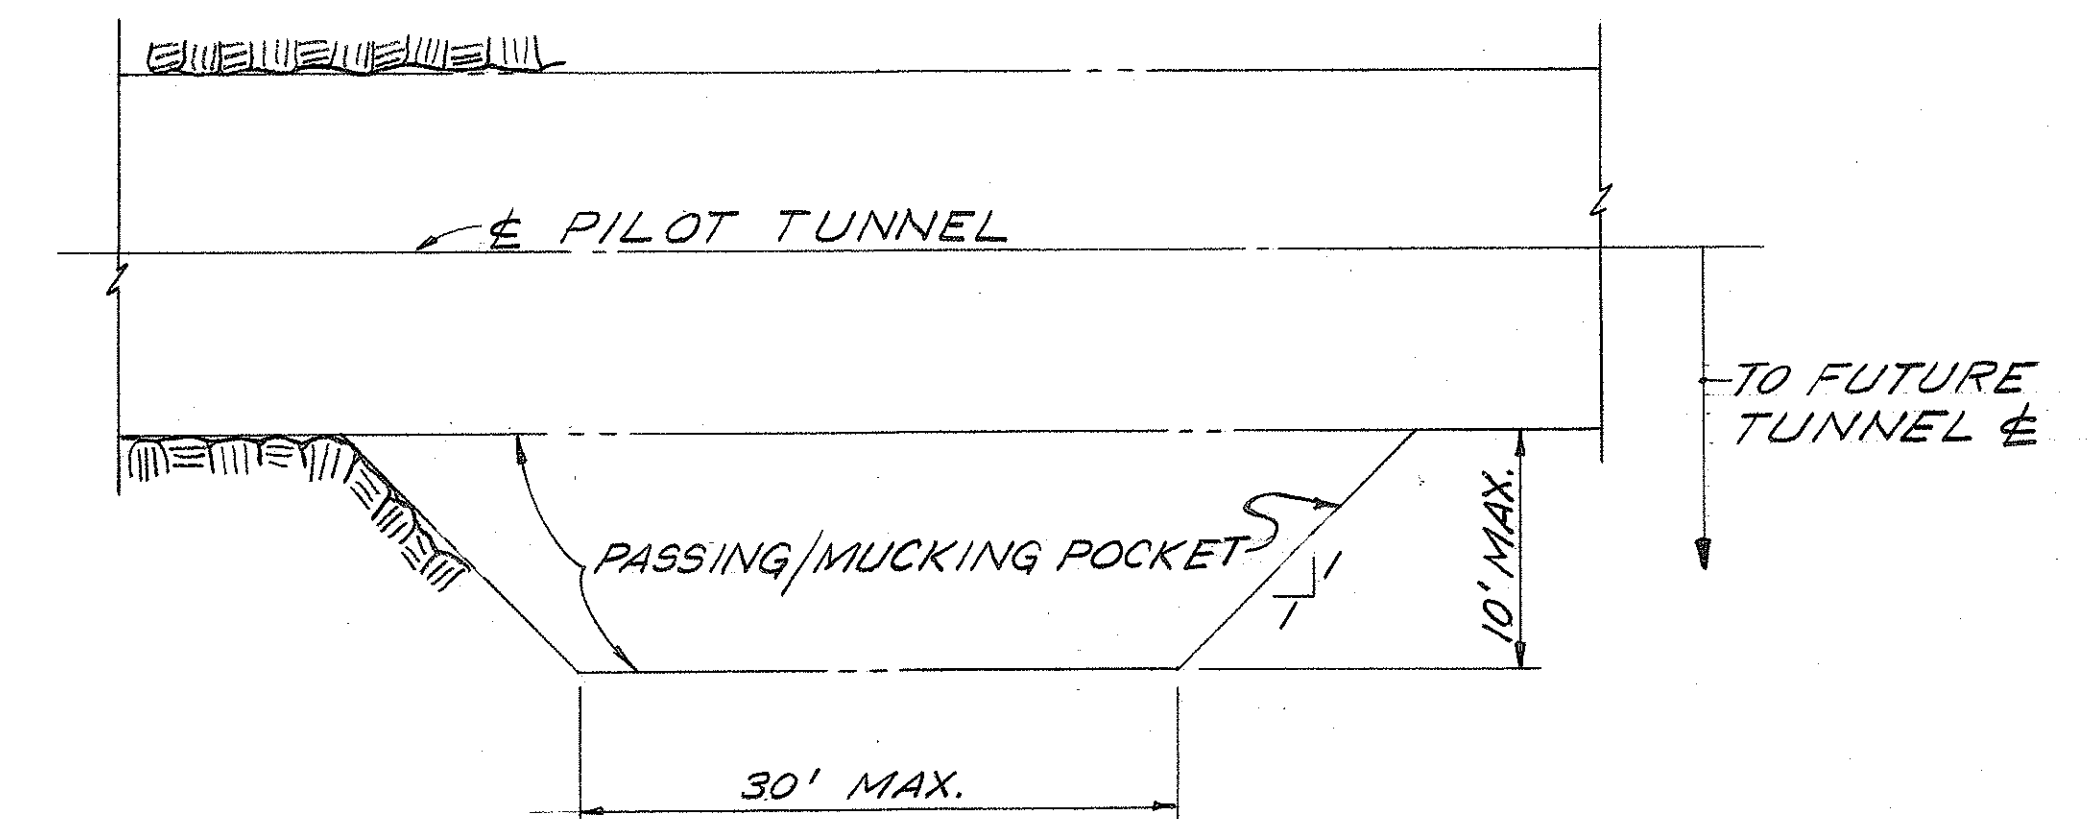 ℄ PILOT TUNNEL
TO FUTURE
TUNNEL ℄
PASSING/MUCKING POCKET
1
1
10' MAX.
30' MAX.